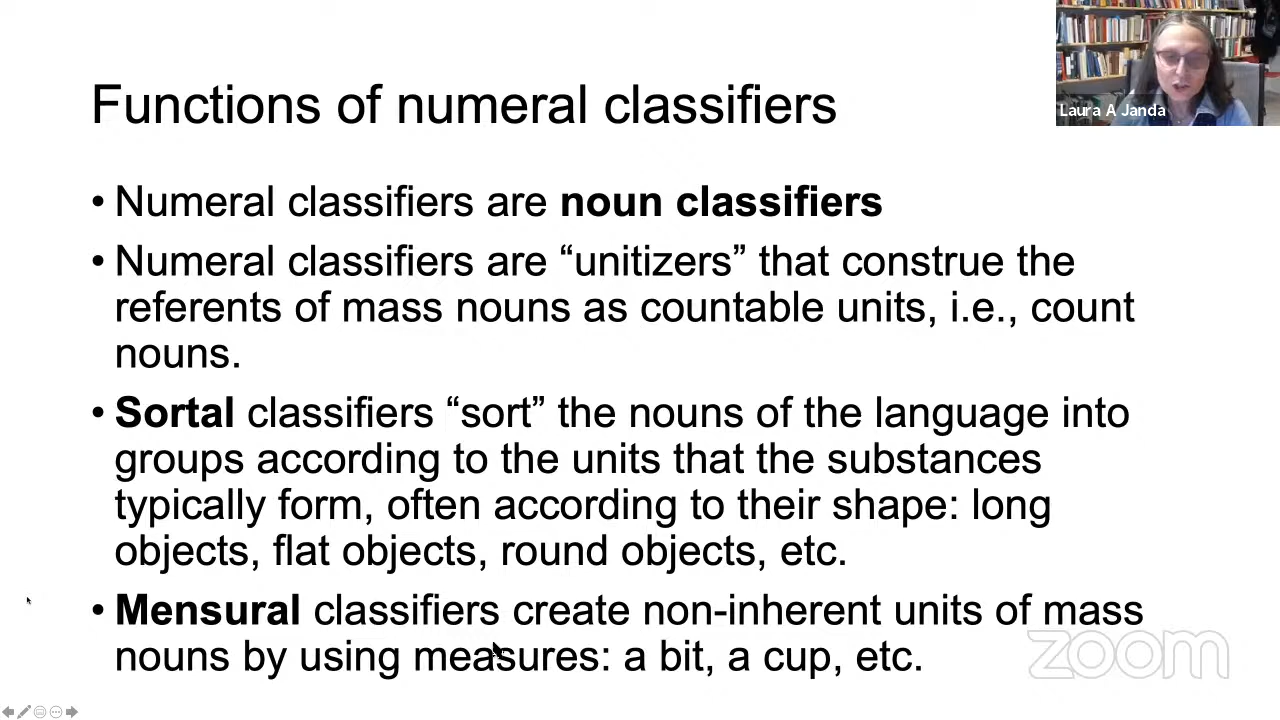 Laura A Janda
Functions of numeral classifiers
• Numeral classifiers are noun classifiers
• Numeral classifiers are “unitizers” that construe the
referents of mass nouns as countable units, i.e., count
nouns.
• Sortal classifiers “sort” the nouns of the language into
groups according to the units that the substances
typically form, often according to their shape: long
objects, flat objects, round objects, etc.
• Mensural classifiers create non-inherent units of mass
nouns by using measures: a bit, a cup, etc.
zoom